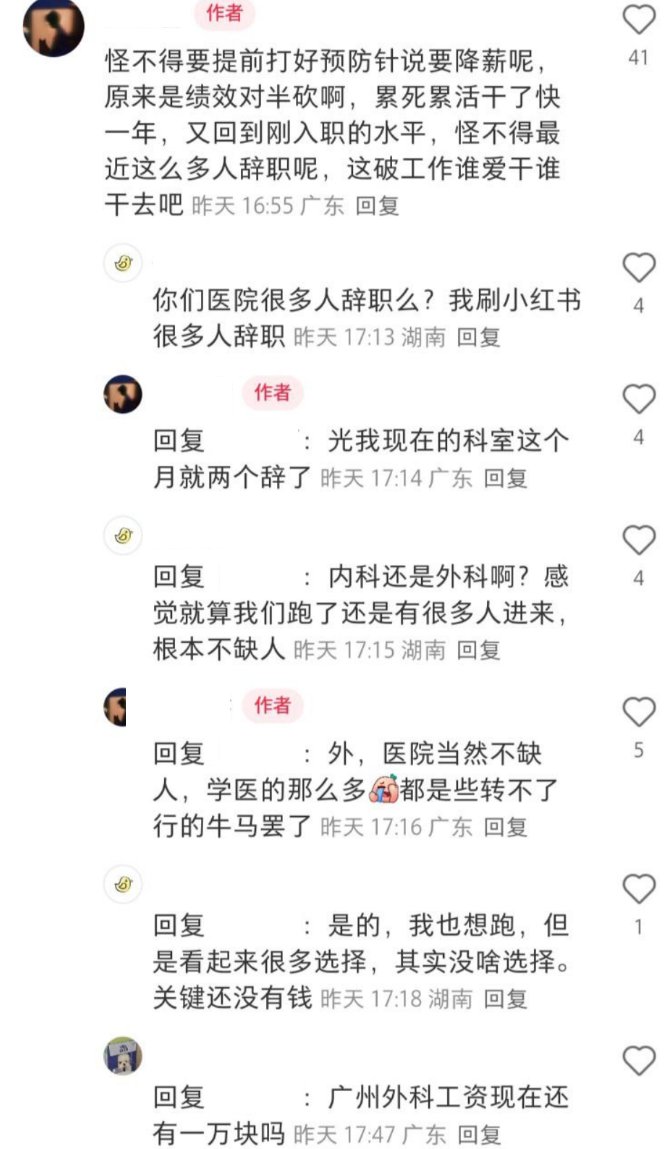 作者
41
怪不得要提前打好预防针说要降薪呢，
原来是绩效对半砍啊，累死累活干了快
一年，又回到刚入职的水平，怪不得最
近这么多人辞职呢，这破工作谁爱干谁
干去吧 昨天 16:55 广东 回复
你们医院很多人辞职么？我刷小红书
4
很多人辞职 昨天 17:13 湖南 回复
作者
回复 ：光我现在的科室这个
4
月就两个辞了 昨天 17:14 广东 回复
回复 ：内科还是外科啊？感
4
觉就算我们跑了还是有很多人进来，
根本不缺人 昨天 17:15 湖南 回复
作者
回复 ：外，医院当然不缺
5
人，学医的那么多都是些转不了
行的牛马罢了 昨天 17:16 广东 回复
回复 ：是的，我也想跑，但
1
是看起来很多选择，其实没啥选择。
关键还没有钱 昨天 17:18 湖南 回复
回复 ：广州外科工资现在还
有一万块吗 昨天 17:47 广东 回复